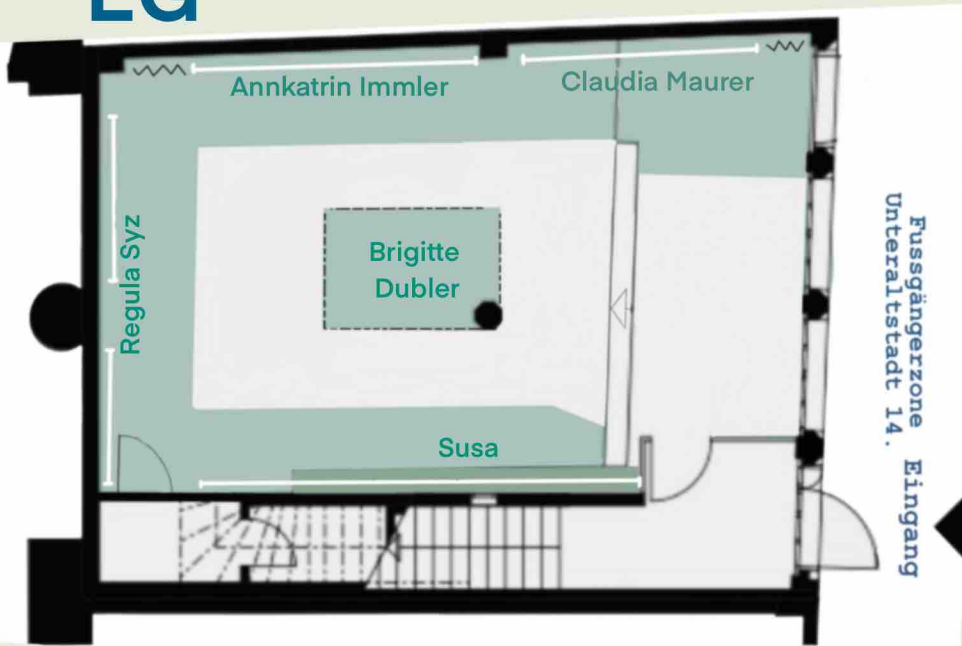 EG
Annkatrin Immler
Claudia Maurer
Regula Syz
Brigitte
Dubler
Susa
Fussgängerzone Eingang
Unteraltstadt 14.